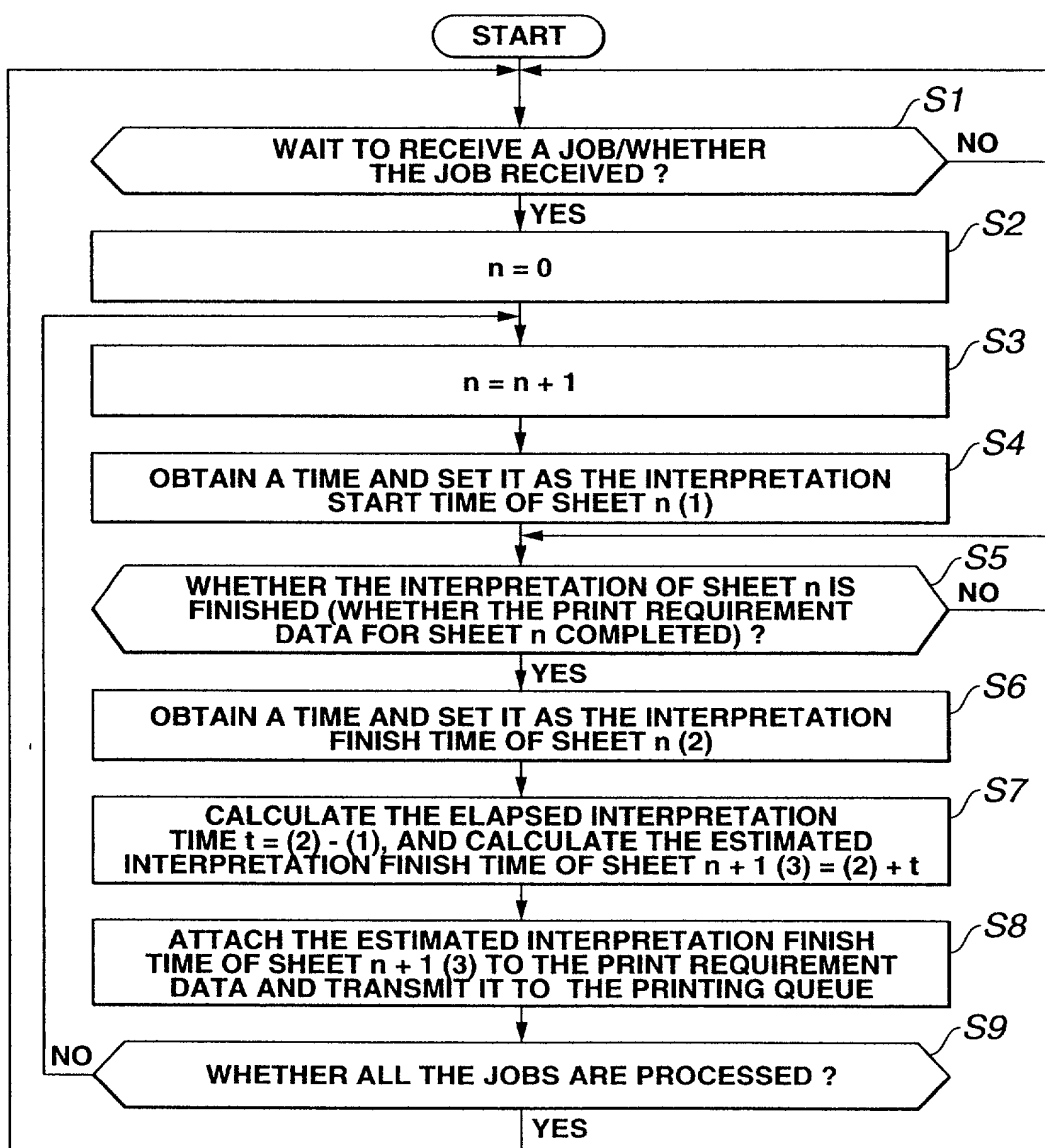 START
S1
WAIT TO RECEIVE A JOB/WHETHER
THE JOB RECEIVED ?
NO
YES
S2
n = 0
S3
n = n + 1
S4
OBTAIN A TIME AND SET IT AS THE INTERPRETATION
START TIME OF SHEET n (1)
S5
WHETHER THE INTERPRETATION OF SHEET n IS
FINISHED (WHETHER THE PRINT REQUIREMENT
DATA FOR SHEET n COMPLETED) ?
NO
YES
S6
OBTAIN A TIME AND SET IT AS THE INTERPRETATION
FINISH TIME OF SHEET n (2)
S7
CALCULATE THE ELAPSED INTERPRETATION
TIME t = (2) - (1), AND CALCULATE THE ESTIMATED
INTERPRETATION FINISH TIME OF SHEET n + 1 (3) = (2) + t
S8
ATTACH THE ESTIMATED INTERPRETATION FINISH
TIME OF SHEET n + 1 (3) TO THE PRINT REQUIREMENT
DATA AND TRANSMIT IT TO THE PRINTING QUEUE
S9
NO
WHETHER ALL THE JOBS ARE PROCESSED ?
YES